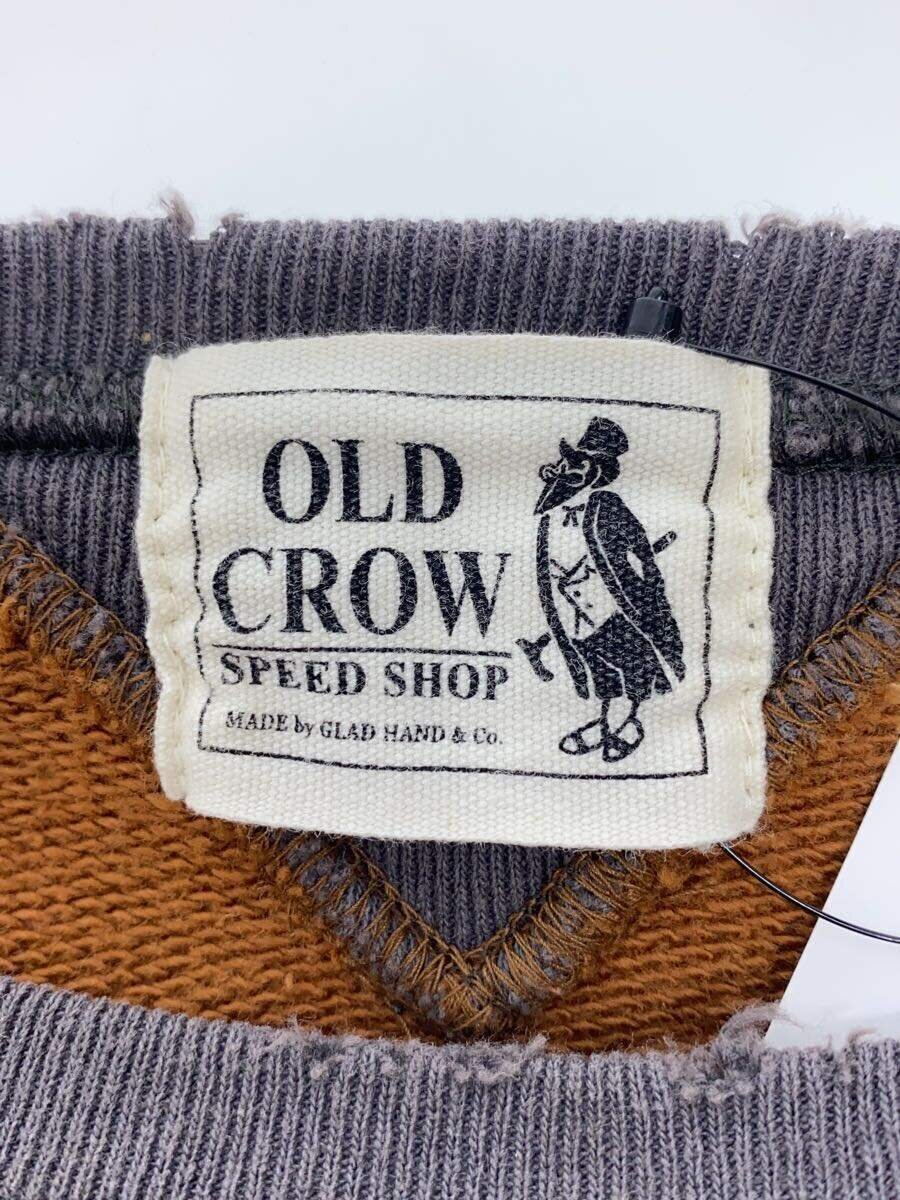 OLD
CROW
SPEED SHOP
MADE by GLAD HAND & Co.